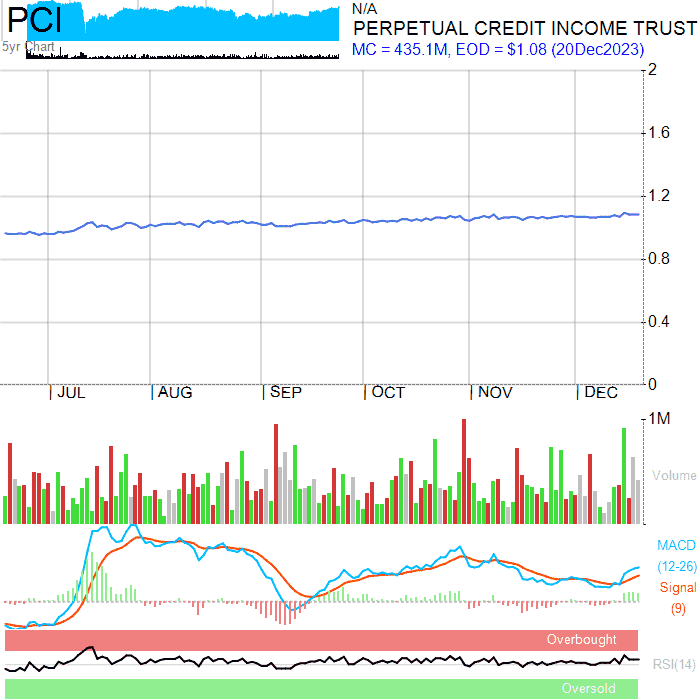 PCI
5yr Chart
N/A
PERPETUAL CREDIT INCOME TRUST
MC = 435.1M, EOD = $1.08 (20Dec2023)
2
1.6
1.2
0.8
0.4
0
JUL AUG SEP OCT NOV DEC
1M
Volume
MACD
(12-26)
Signal
(9)
Overbought
RSI(14)
Oversold